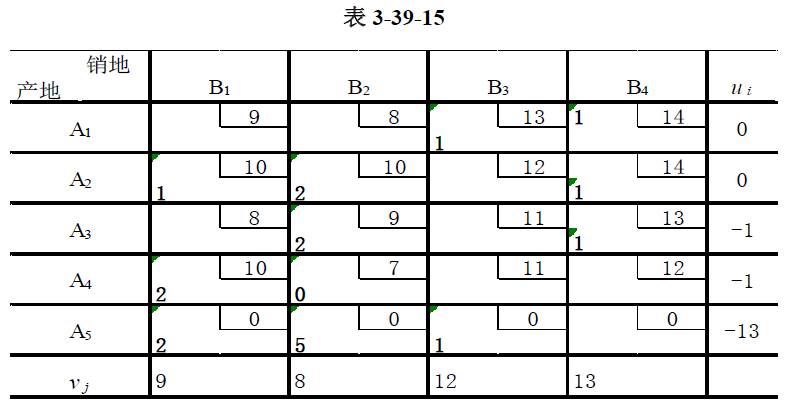 表 3-39-15
销地
产地 B1 B2 B3 B4 u i
A1 9 8 1 13 1 14 0
A2 1 10 2 10 12 1 14 0
A3 8 2 9 11 1 13 -1
A4 2 10 0 7 11 12 -1
A5 2 0 5 0 1 0 0 -13
v j 9 8 12 13